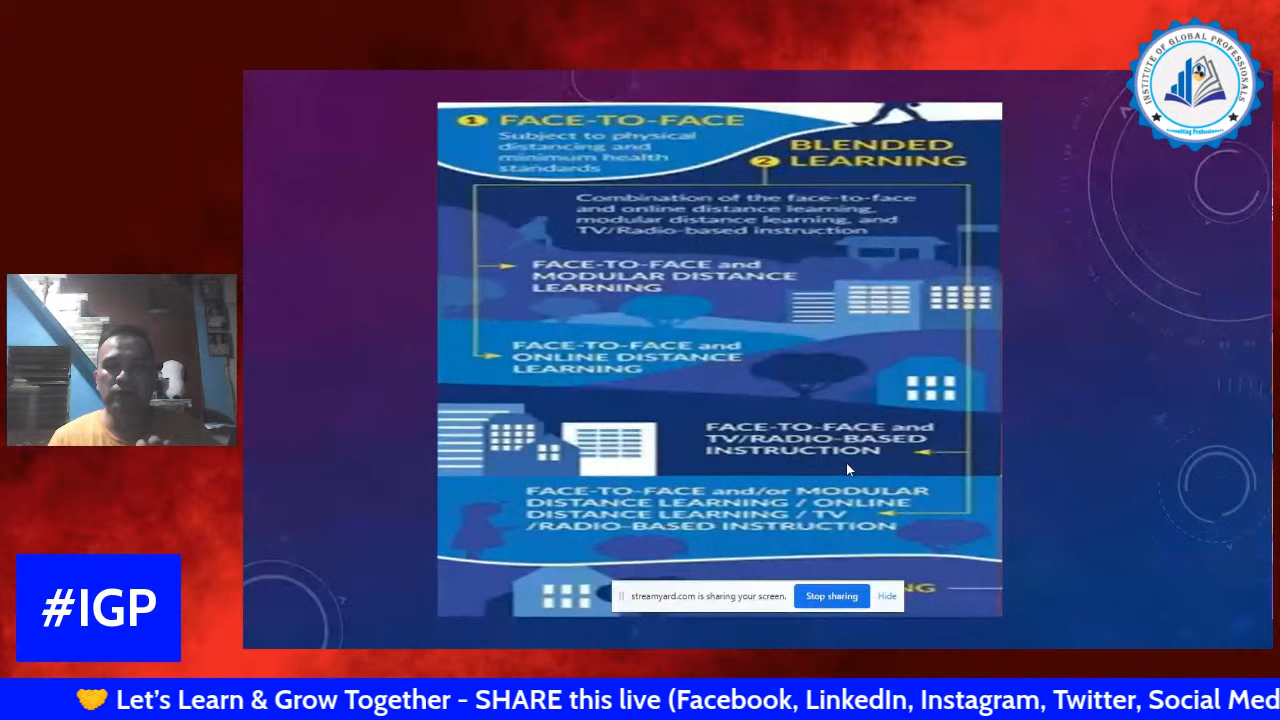 INSTITUTE OF GLOBAL PROFESSIONALS
Consulting Professionals
1 FACE-TO-FACE
Subject to physical
distancing and
minimum health
standards
2 BLENDED
LEARNING
Combination of the face-to-face
and online distance learning,
modular distance learning, and
TV/Radio-based Instruction
FACE-TO-FACE and
MODULAR DISTANCE
LEARNING
FACE-TO-FACE and
ONLINE DISTANCE
LEARNING
FACE-TO-FACE and
TV/RADIO-BASED
INSTRUCTION
FACE-TO-FACE and/or MODULAR
DISTANCE LEARNING / ONLINE
DISTANCE LEARNING / TV
/RADIO-BASED INSTRUCTION
streamyard.com is sharing your screen.
Stop sharing
Hide
#IGP
Let's Learn & Grow Together - SHARE this live (Facebook, LinkedIn, Instagram, Twitter, Social Med